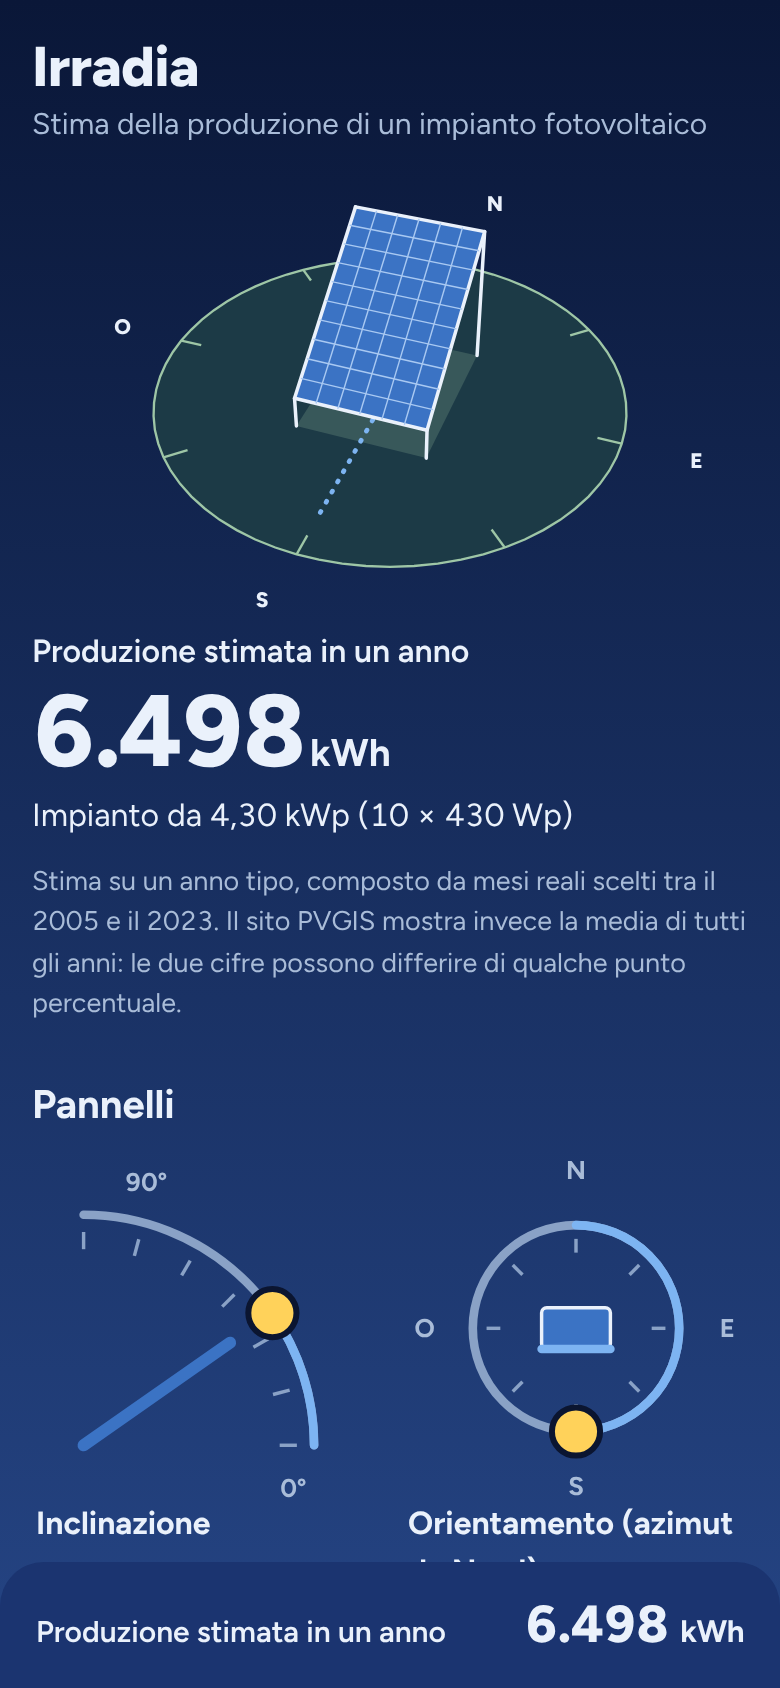 Irradia
Stima della produzione di un impianto fotovoltaico
N
O
E
S
Produzione stimata in un anno
6.498 kWh
Impianto da 4,30 kWp (10 × 430 Wp)
Stima su un anno tipo, composto da mesi reali scelti tra il
2005 e il 2023. Il sito PVGIS mostra invece la media di tutti
gli anni: le due cifre possono differire di qualche punto
percentuale.
Pannelli
90°
N
O
E
0°
S
Inclinazione
Orientamento (azimut
Produzione stimata in un anno
6.498 kWh